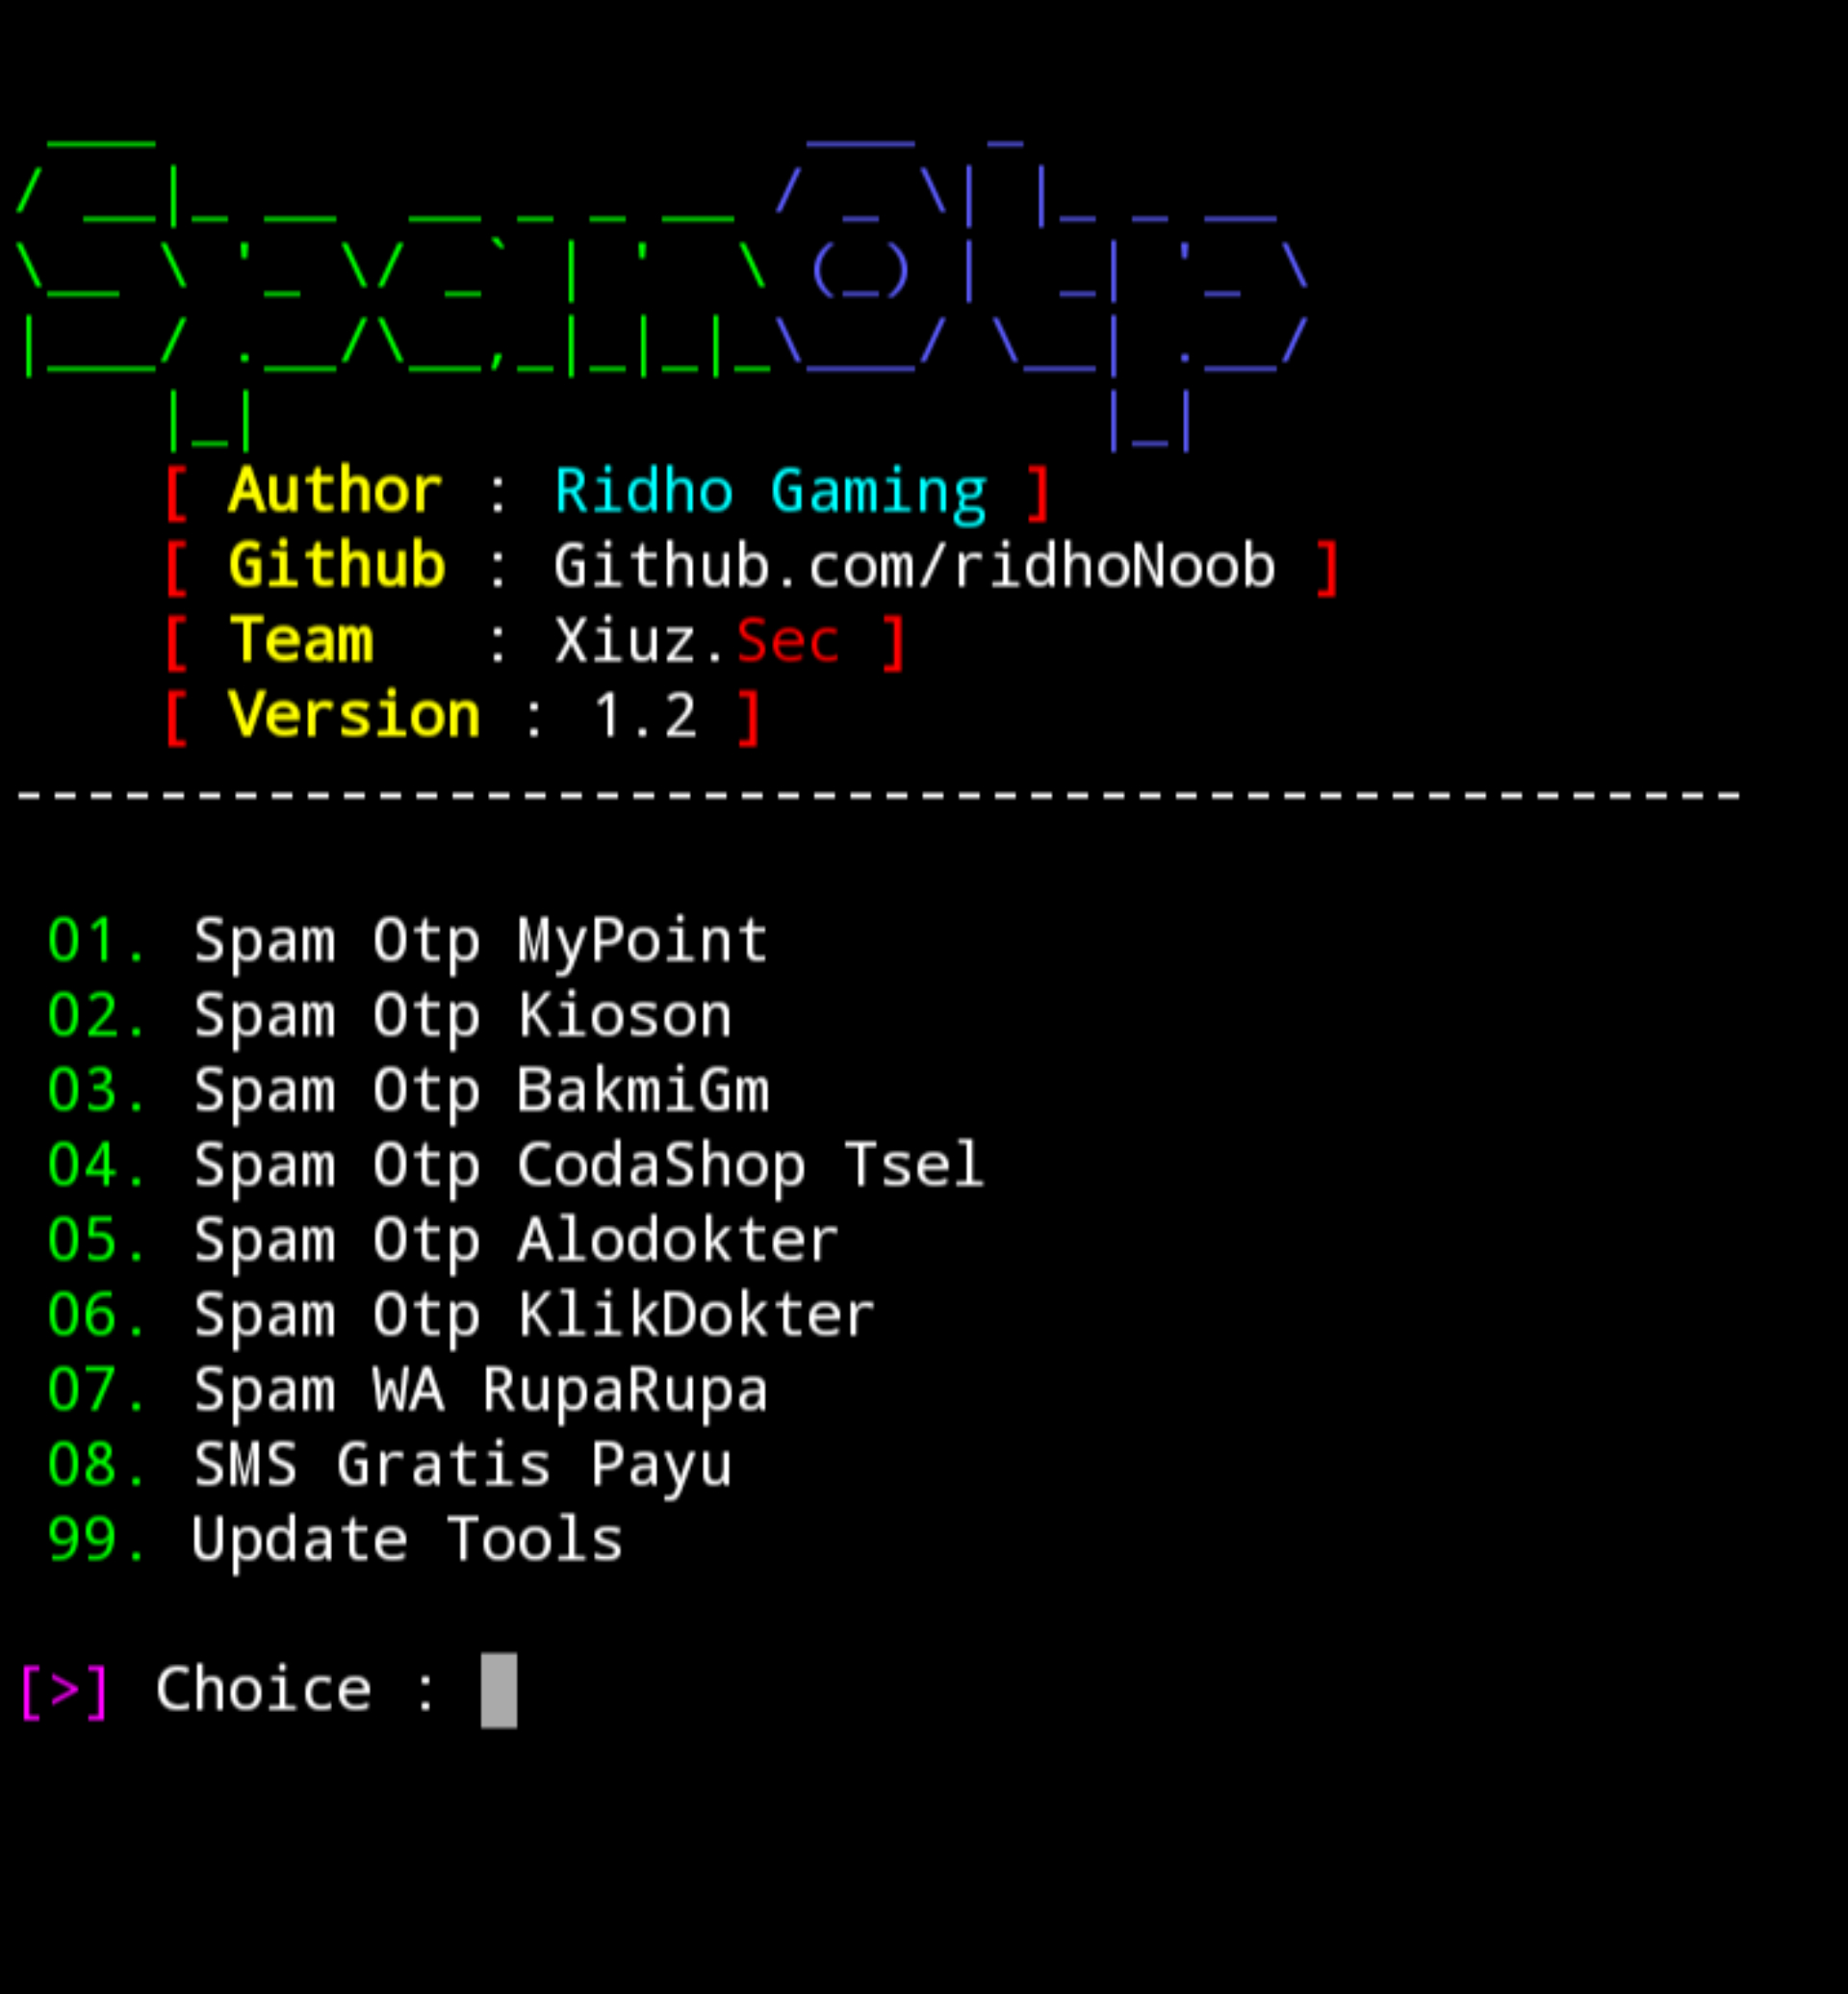 SpamOtp
[ Author : Ridho Gaming ]
[ Github : Github.com/ridhoNoob ]
[ Team : Xiuz.Sec ]
[ Version : 1.2 ]
------------------------------------------------
01. Spam Otp MyPoint
02. Spam Otp Kioson
03. Spam Otp BakmiGm
04. Spam Otp CodaShop Tsel
05. Spam Otp Alodokter
06. Spam Otp KlikDokter
07. Spam WA RupaRupa
08. SMS Gratis Payu
99. Update Tools
[>] Choice :